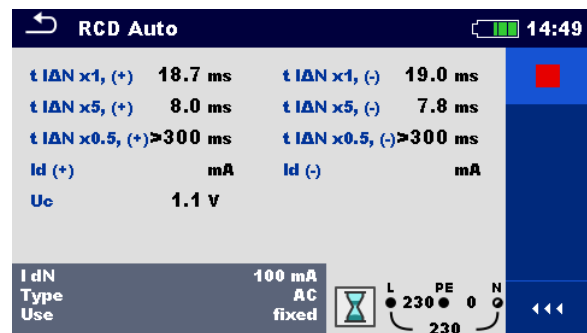 RCD Auto 14:49
t IΔN x1, (+) 18.7 ms t IΔN x1, (-) 19.0 ms
t IΔN x5, (+) 8.0 ms t IΔN x5, (-) 7.8 ms
t IΔN x0.5, (+) >300 ms t IΔN x0.5, (-) >300 ms
Id (+) mA Id (-) mA
Uc 1.1 V
I dN 100 mA
Type AC
Use fixed
L PE N
230 0
230